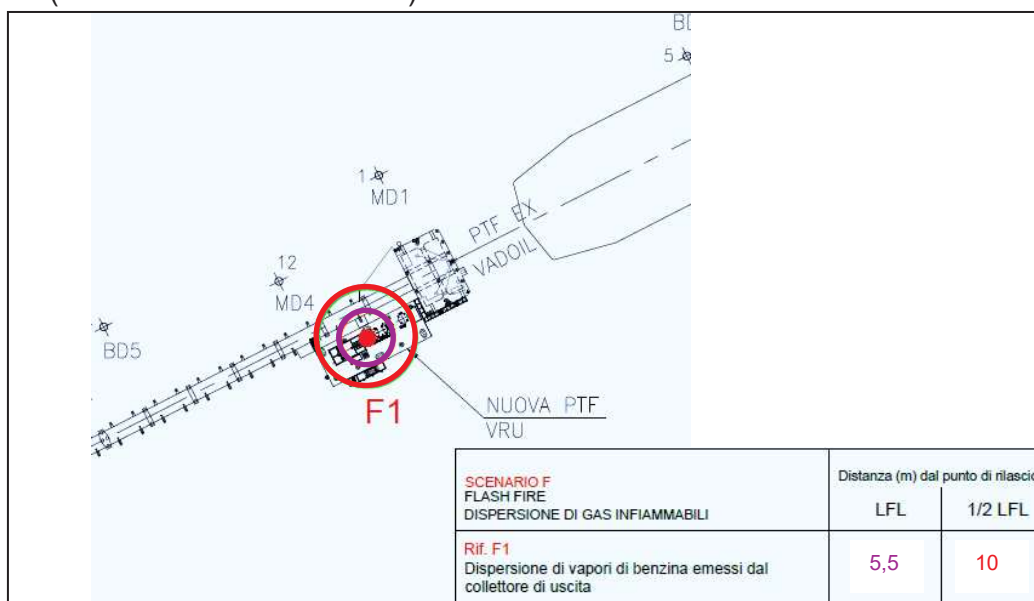 5
1
MD1
PTF EX
VADOIL
12
MD4
BD5
F1
NUOVA PTF
VRU
SCENARIO F
FLASH FIRE
DISPERSIONE DI GAS INFIAMMABILI
Distanza (m) dal punto di rilascio
LFL
1/2 LFL
Rif. F1
Dispersione di vapori di benzina emessi dal
collettore di uscita
5,5
10